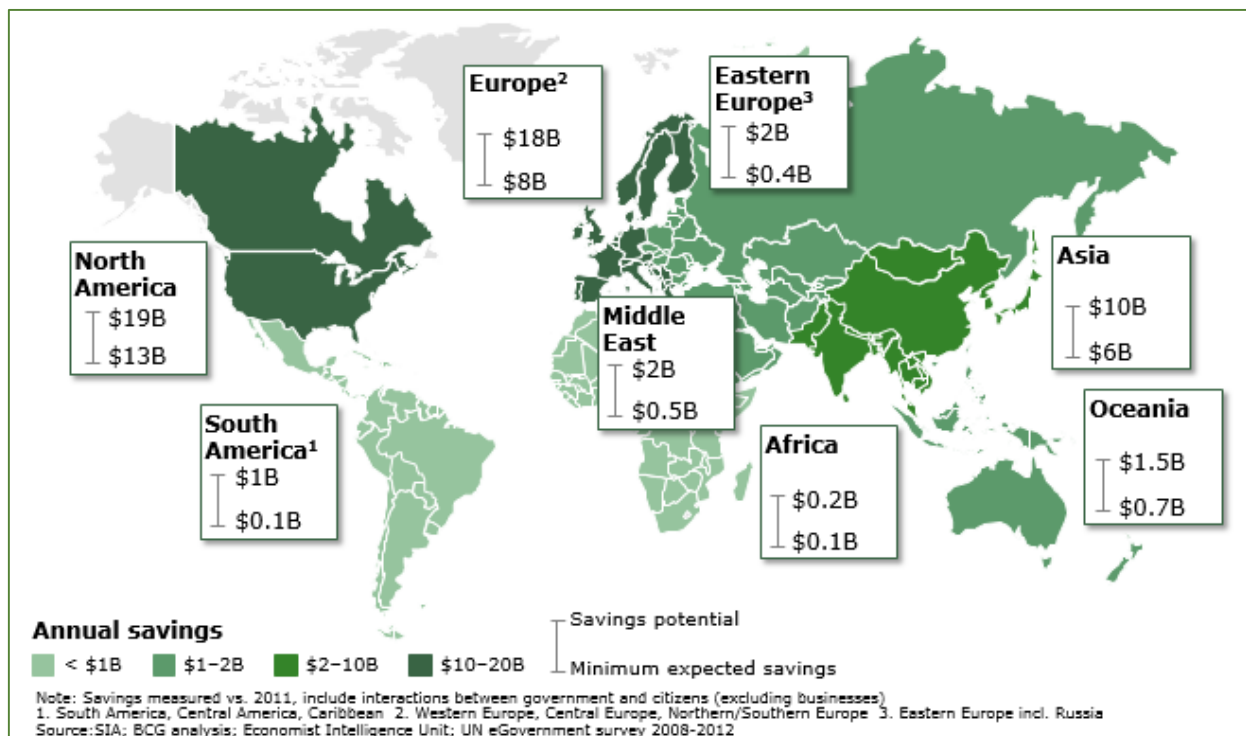 Europe²
$18B
$8B
Eastern
Europe³
$2B
$0.4B
North
America
$19B
$13B
Asia
$10B
$6B
Middle
East
$2B
$0.5B
South
America¹
$1B
$0.1B
Africa
$0.2B
$0.1B
Oceania
$1.5B
$0.7B
Annual savings
< $1B
$1–2B
$2–10B
$10–20B
Savings potential
Minimum expected savings
Note: Savings measured vs. 2011, include interactions between government and citizens (excluding businesses)
1. South America, Central America, Caribbean 2. Western Europe, Central Europe, Northern/Southern Europe 3. Eastern Europe incl. Russia
Source:SIA; BCG analysis; Economist Intelligence Unit; UN eGovernment survey 2008-2012